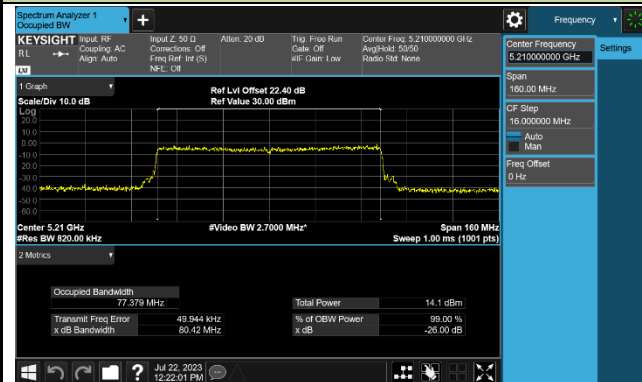 Spectrum Analyzer 1
Occupied BW
Frequency
KEYSIGHT
RL
Input: RF
Coupling: AC
Align: Auto
Input Z: 50 Ω
Corrections: Off
Freq Ref: Int (S)
NFE: Off
Atten: 20 dB
Trig: Free Run
Gate: Off
#IF Gain: Low
Center Freq: 5.210000000 GHz
Avg|Hold: 50/50
Radio Std: None
LXI
1 Graph
Scale/Div 10.0 dB
Ref Lvl Offset 22.40 dB
Ref Value 30.00 dBm
Log
20.0
10.0
0.00
-10.0
-20.0
-30.0
-40.0
-50.0
-60.0
Center 5.21 GHz
#Video BW 2.7000 MHz*
Span 160 MHz
#Res BW 820.00 kHz
Sweep 1.00 ms (1001 pts)
2 Metrics
Occupied Bandwidth
77.379 MHz
Total Power 14.1 dBm
Transmit Freq Error 49.944 kHz
% of OBW Power 99.00 %
x dB Bandwidth 80.42 MHz
x dB -26.00 dB
Center Frequency
5.210000000 GHz
Settings
Span
160.00 MHz
CF Step
16.000000 MHz
Auto
Man
Freq Offset
0 Hz
Jul 22, 2023
12:22:01 PM